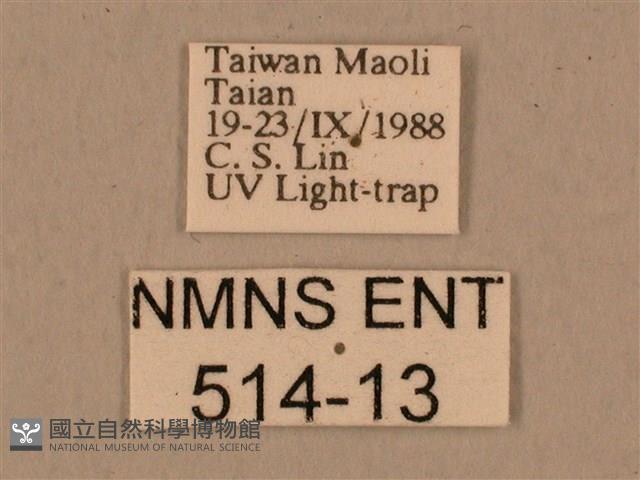 Taiwan Maoli
Taian
19-23/IX/1988
C. S. Lin
UV Light-trap
NMNS ENT
514-13
國立自然科學博物館
NATIONAL MUSEUM OF NATURAL SCIENCE